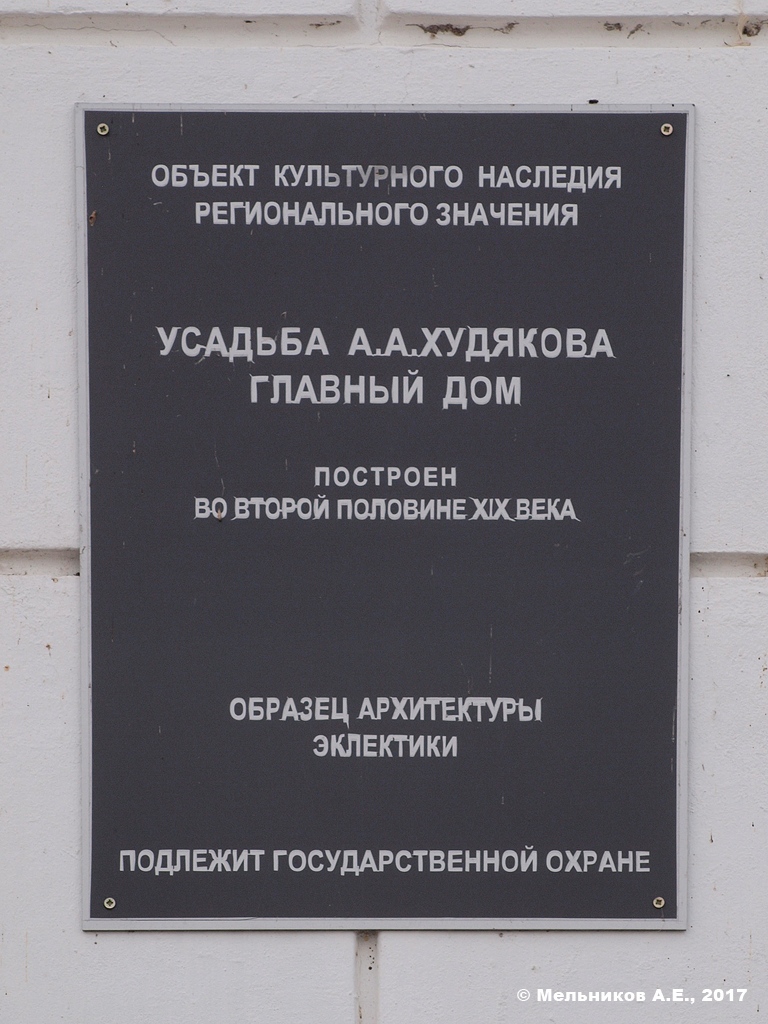 ОБЪЕКТ КУЛЬТУРНОГО НАСЛЕДИЯ
РЕГИОНАЛЬНОГО ЗНАЧЕНИЯ
УСАДЬБА А.А.ХУДЯКОВА
ГЛАВНЫЙ ДОМ
ПОСТРОЕН
ВО ВТОРОЙ ПОЛОВИНЕ XIX ВЕКА
ОБРАЗЕЦ АРХИТЕКТУРЫ
ЭКЛЕКТИКИ
ПОДЛЕЖИТ ГОСУДАРСТВЕННОЙ ОХРАНЕ
© Мельников А.Е., 2017